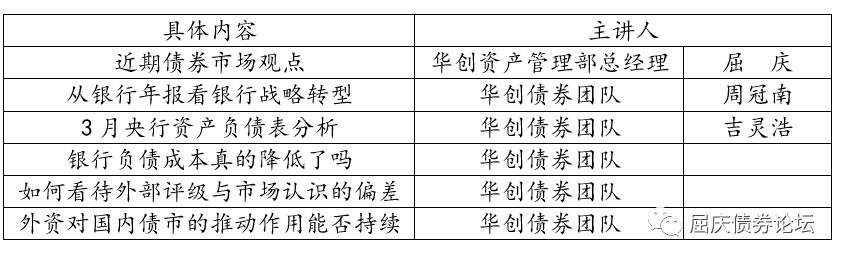 具体内容 主讲人
近期债券市场观点 华创资产管理部总经理 屈 庆
从银行年报看银行战略转型 华创债券团队 周冠南
3月央行资产负债表分析 华创债券团队 吉灵浩
银行负债成本真的降低了吗 华创债券团队
如何看待外部评级与市场认识的偏差 华创债券团队
外资对国内债市的推动作用能否持续 华创债券团队
屈庆债券论坛